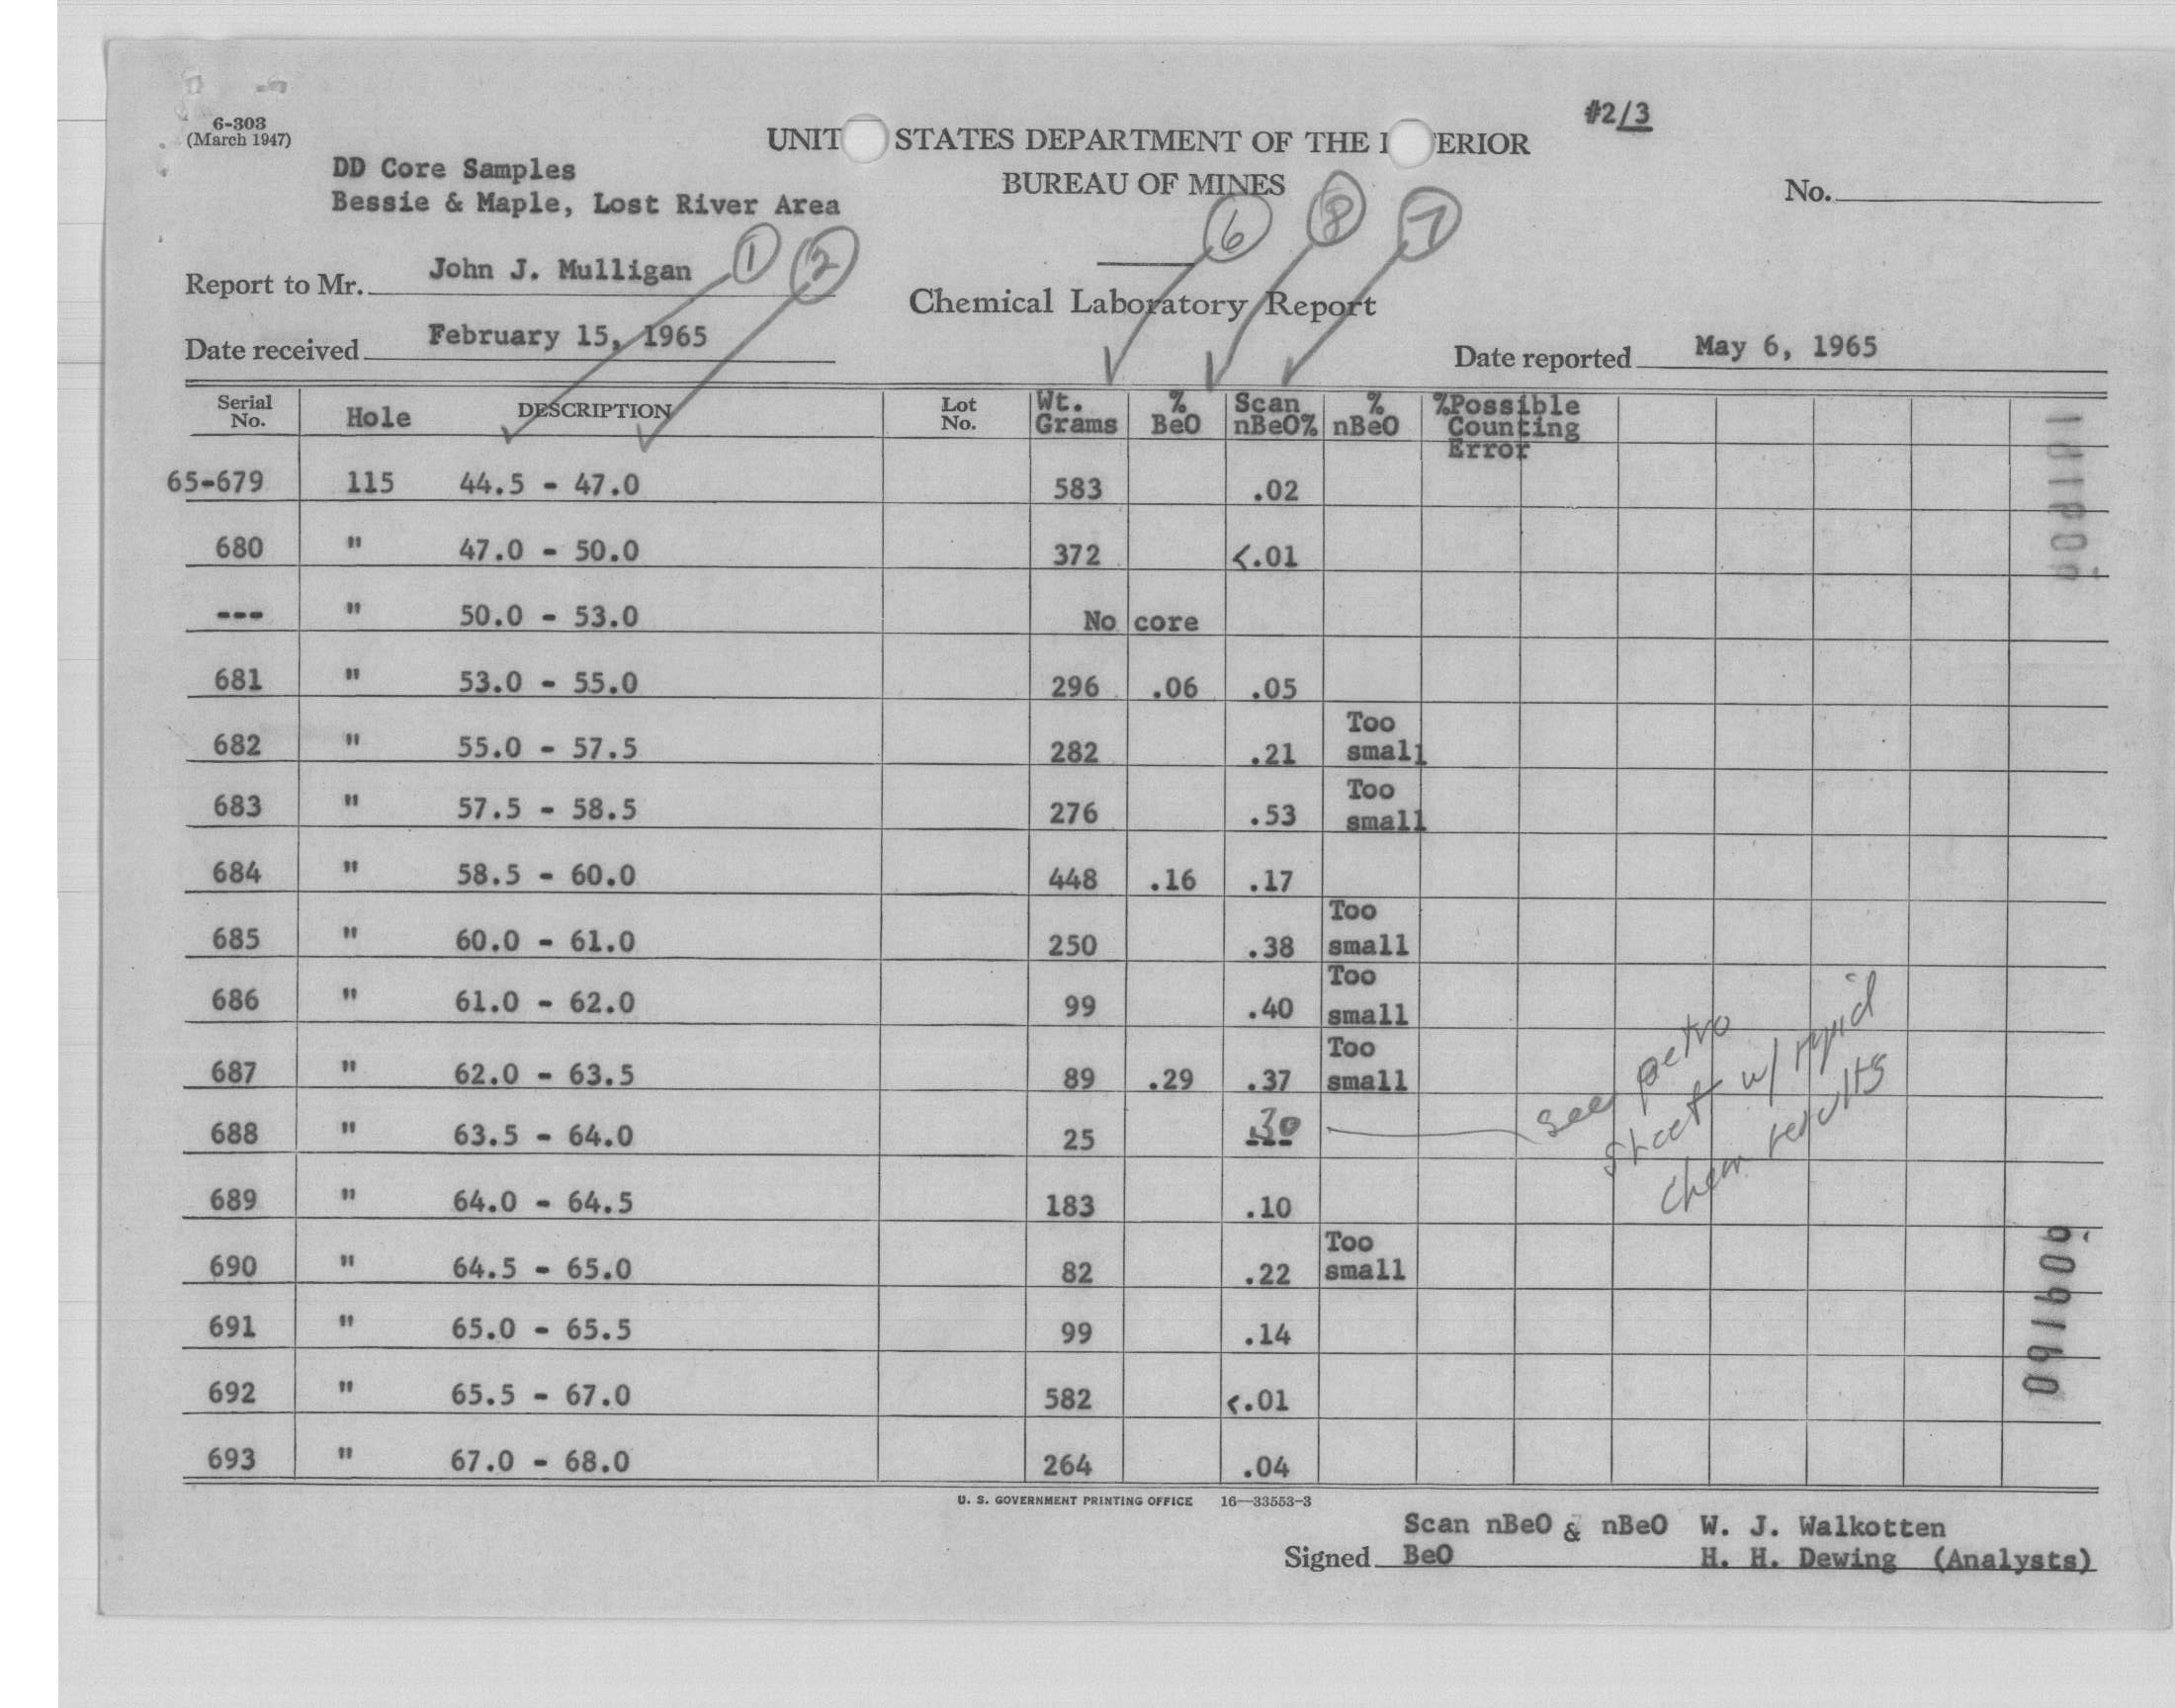 #2/3
6-303
(March 1947)
UNIT STATES DEPARTMENT OF THE I TERIOR
BUREAU OF MINES
DD Core Samples
Bessie & Maple, Lost River Area
No.
1 2 6 8 7
Report to Mr. John J. Mulligan
Chemical Laboratory Report
Date received February 15, 1965
Date reported May 6, 1965
Serial No. Hole DESCRIPTION Lot No. Wt. Grams % BeO Scan nBeO% % nBeO %Possible Counting Error
65-679 115 44.5 - 47.0 583 .02
680 " 47.0 - 50.0 372 <.01
--- " 50.0 - 53.0 No core
681 " 53.0 - 55.0 296 .06 .05
682 " 55.0 - 57.5 282 .21 Too small
683 " 57.5 - 58.5 276 .53 Too small
684 " 58.5 - 60.0 448 .16 .17
685 " 60.0 - 61.0 250 .38 Too small
686 " 61.0 - 62.0 99 .40 Too small
687 " 62.0 - 63.5 89 .29 .37 Too small
688 " 63.5 - 64.0 25 .30
see petro
sheet w/ rapid
chem results
689 " 64.0 - 64.5 183 .10
690 " 64.5 - 65.0 82 .22 Too small
691 " 65.0 - 65.5 99 .14
692 " 65.5 - 67.0 582 <.01
693 " 67.0 - 68.0 264 .04
U. S. GOVERNMENT PRINTING OFFICE 16—33553-3
Scan nBeO & nBeO W. J. Walkotten
Signed BeO H. H. Dewing (Analysts)